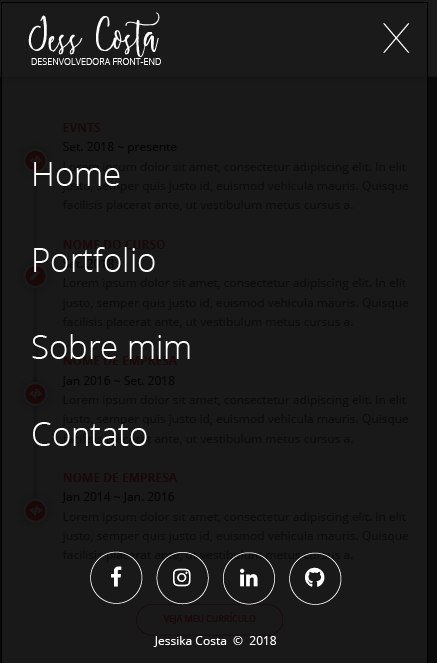 Jess Costa
DESENVOLVEDORA FRONT-END
EVNTS
Set. 2018 ~ presente
Lorem ipsum dolor sit amet, consectetur adipiscing elit. In elit
justo, semper quis justo id, euismod vehicula mauris. Quisque
facilisis placerat ante, ut vestibulum metus cursus a.
Home
NOME DO CURSO
Portfolio
Lorem ipsum dolor sit amet, consectetur adipiscing elit. In elit
justo, semper quis justo id, euismod vehicula mauris. Quisque
facilisis placerat ante, ut vestibulum metus cursus a.
Sobre mim
NOME DE EMPRESA
Jan 2016 ~ Set. 2018
Lorem ipsum dolor sit amet, consectetur adipiscing elit. In elit
justo, semper quis justo id, euismod vehicula mauris. Quisque
Contato
ante, ut vestibulum metus cursus a.
NOME DE EMPRESA
Jan 2014 ~ Jan. 2016
Lorem ipsum dolor sit amet, consectetur adipiscing elit. In elit
justo, semper quis justo id, euismod vehicula mauris. Quisque
facilisis placerat ante, ut vestibulum metus cursus a.
VEJA MEU CURRÍCULO
Jessika Costa © 2018